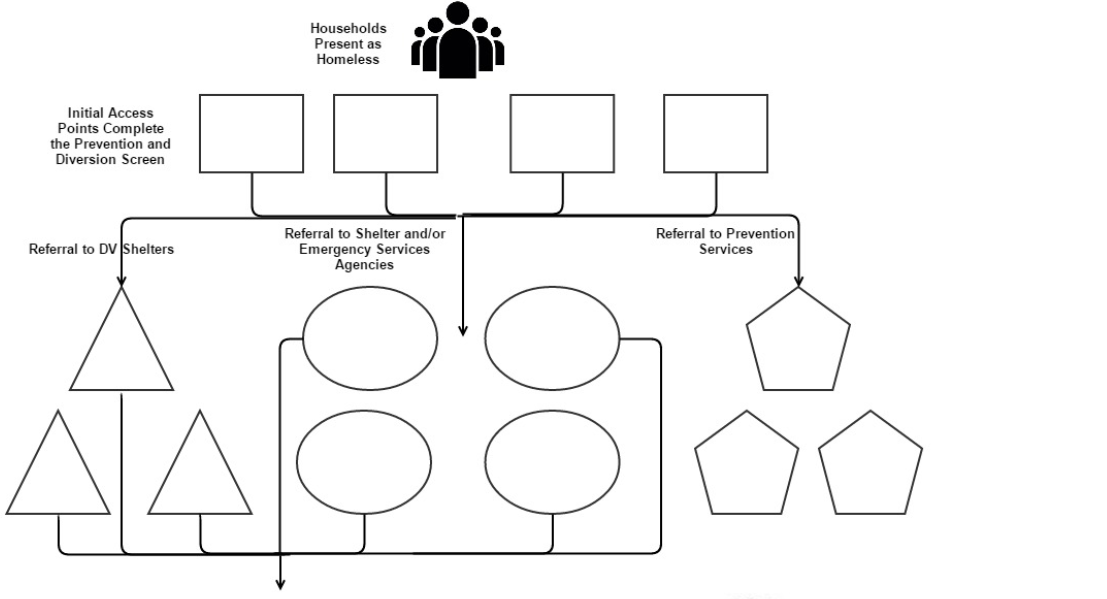 Households
Present as
Homeless
Initial Access
Points Complete
the Prevention and
Diversion Screen
Referral to DV Shelters
Referral to Shelter and/or
Emergency Services
Agencies
Referral to Prevention
Services